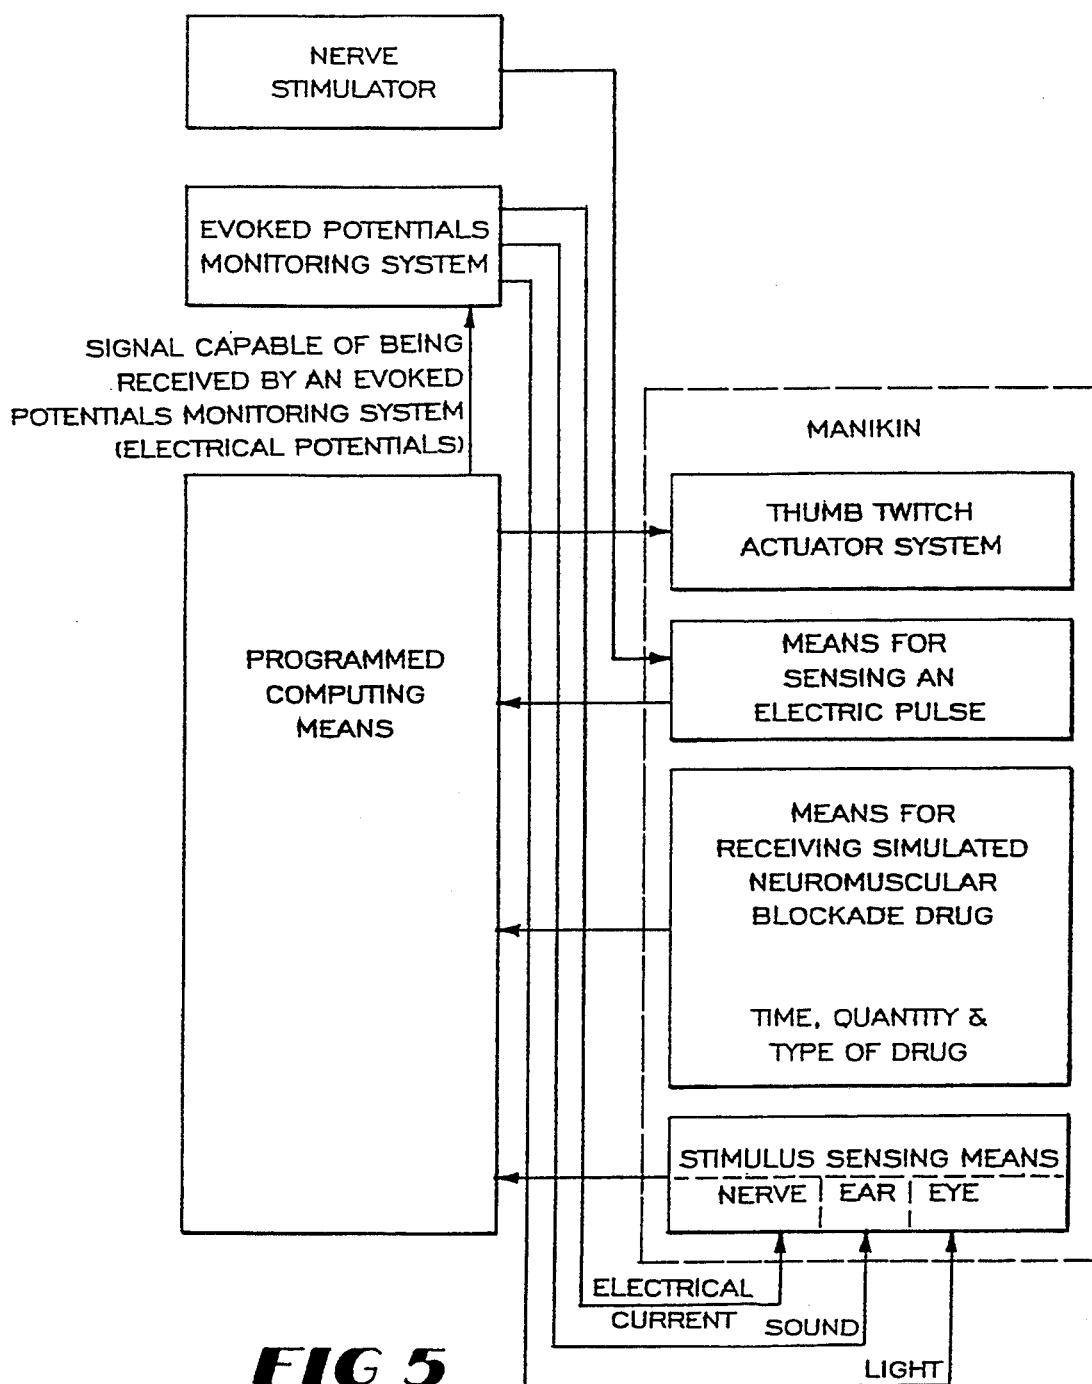 NERVE
STIMULATOR
EVOKED POTENTIALS
MONITORING SYSTEM
SIGNAL CAPABLE OF BEING
RECEIVED BY AN EVOKED
POTENTIALS MONITORING SYSTEM
(ELECTRICAL POTENTIALS)
MANIKIN
THUMB TWITCH
ACTUATOR SYSTEM
PROGRAMMED
COMPUTING
MEANS
MEANS FOR
SENSING AN
ELECTRIC PULSE
MEANS FOR
RECEIVING SIMULATED
NEUROMUSCULAR
BLOCKADE DRUG
TIME, QUANTITY &
TYPE OF DRUG
STIMULUS SENSING MEANS
NERVE EAR EYE
ELECTRICAL
CURRENT
SOUND
LIGHT
FIG 5